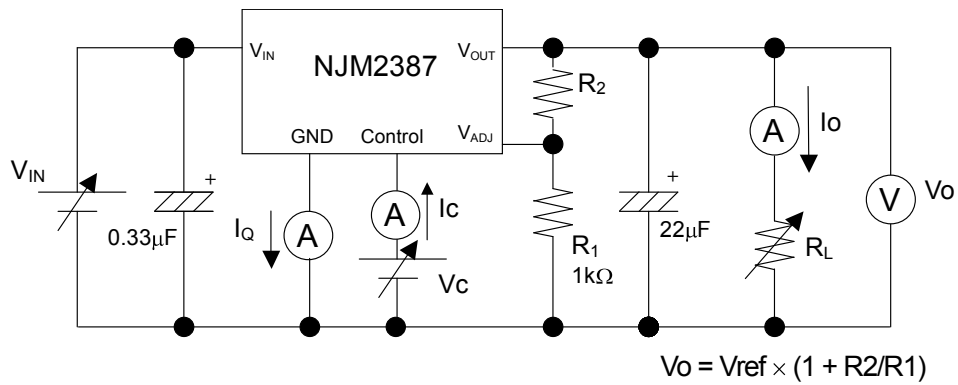 V_IN
NJM2387
V_OUT
R_2
GND
Control
V_ADJ
A
Io
V_IN
+
0.33µF
I_Q
A
A
Ic
Vc
R_1
1kΩ
+
22µF
R_L
V
Vo
Vo = Vref × (1 + R2/R1)